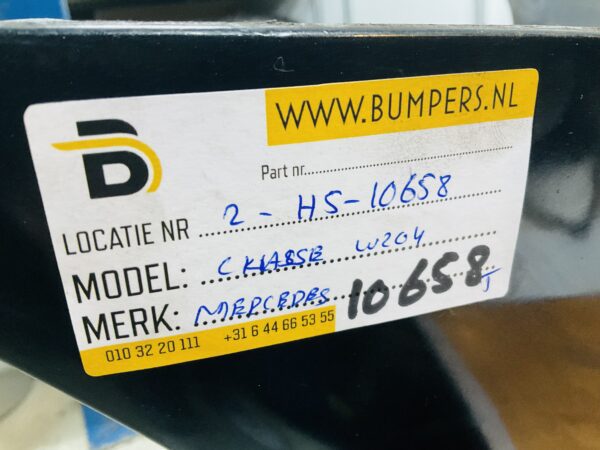 WWW.BUMPERS.NL
B
Part nr.
LOCATIE NR 2 - HS-10658
MODEL: C KLASSE W204
MERK: MERCEDES 10658
010 32 20 111 +31 6 44 66 53 55